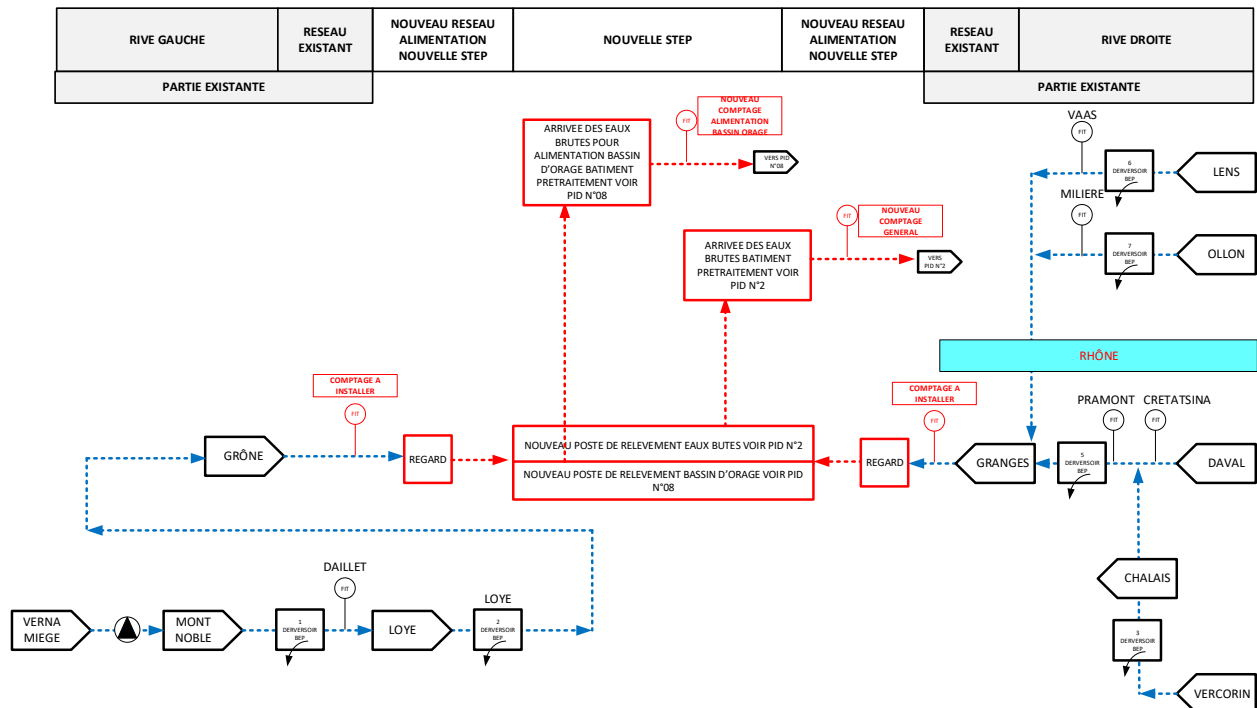 RIVE GAUCHE
RESEAU
EXISTANT
NOUVEAU RESEAU
ALIMENTATION
NOUVELLE STEP
NOUVELLE STEP
NOUVEAU RESEAU
ALIMENTATION
NOUVELLE STEP
RESEAU
EXISTANT
RIVE DROITE
PARTIE EXISTANTE
PARTIE EXISTANTE
NOUVEAU
COMPTAGE
ALIMENTATION
BASSIN ORAGE
FIT
ARRIVEE DES EAUX
BRUTES POUR
ALIMENTATION BASSIN
D'ORAGE BATIMENT
PRETRAITEMENT VOIR
PID N°08
VERS PID
N°08
VAAS
FIT
6
DERVERSOIR
BEP
LENS
MILIERE
FIT
7
DERVERSOIR
BEP
OLLON
FIT
NOUVEAU
COMPTAGE
GENERAL
ARRIVEE DES EAUX
BRUTES BATIMENT
PRETRAITEMENT VOIR
PID N°2
VERS
PID N°2
RHÔNE
COMPTAGE A
INSTALLER
FIT
COMPTAGE A
INSTALLER
FIT
PRAMONT
CRETATSINA
FIT
FIT
GRÔNE
REGARD
NOUVEAU POSTE DE RELEVEMENT EAUX BUTES VOIR PID N°2
NOUVEAU POSTE DE RELEVEMENT BASSIN D'ORAGE VOIR PID
N°08
REGARD
GRANGES
5
DERVERSOIR
BEP
DAVAL
CHALAIS
DAILLET
FIT
LOYE
VERNA
MIEGE
MONT
NOBLE
1
DERVERSOIR
BEP
LOYE
2
DERVERSOIR
BEP
3
DERVERSOIR
BEP
VERCORIN